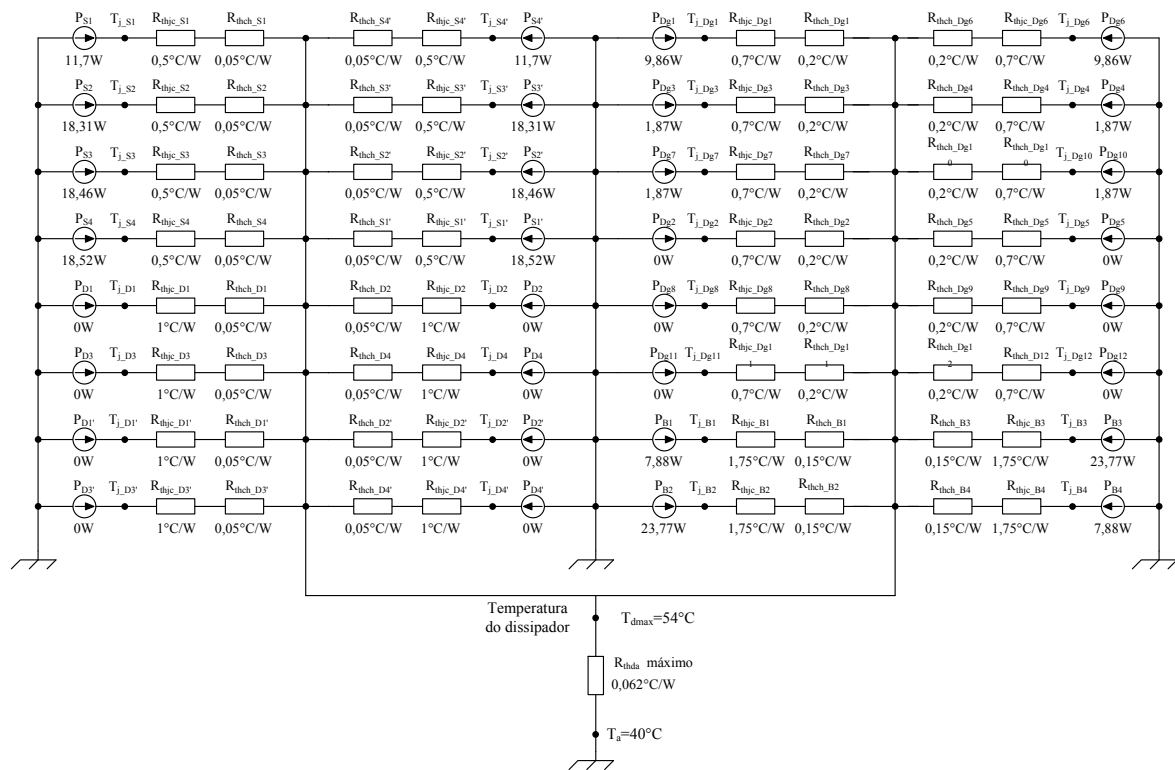 P_S1 T_j_S1 R_thjc_S1 R_thch_S1 R_thch_S4' R_thjc_S4' T_j_S4' P_S4' P_Dg1 T_j_Dg1 R_thjc_Dg1 R_thch_Dg1 R_thch_Dg6 R_thjc_Dg6 T_j_Dg6 P_Dg6
11,7W 0,5°C/W 0,05°C/W 0,05°C/W 0,5°C/W 11,7W 9,86W 0,7°C/W 0,2°C/W 0,2°C/W 0,7°C/W 9,86W
P_S2 T_j_S2 R_thjc_S2 R_thch_S2 R_thch_S3' R_thjc_S3' T_j_S3' P_S3' P_Dg3 T_j_Dg3 R_thjc_Dg3 R_thch_Dg3 R_thch_Dg4 R_thjc_Dg4 T_j_Dg4 P_Dg4
18,31W 0,5°C/W 0,05°C/W 0,05°C/W 0,5°C/W 18,31W 1,87W 0,7°C/W 0,2°C/W 0,2°C/W 0,7°C/W 1,87W
P_S3 T_j_S3 R_thjc_S3 R_thch_S3 R_thch_S2' R_thjc_S2' T_j_S2' P_S2' P_Dg7 T_j_Dg7 R_thjc_Dg7 R_thch_Dg7 R_thch_Dg10 R_thch_Dg10 T_j_Dg10 P_Dg10
18,46W 0,5°C/W 0,05°C/W 0,05°C/W 0,5°C/W 18,46W 1,87W 0,7°C/W 0,2°C/W 0,2°C/W 0,7°C/W 1,87W
P_S4 T_j_S4 R_thjc_S4 R_thch_S4 R_thch_S1' R_thjc_S1' T_j_S1' P_S1' P_Dg2 T_j_Dg2 R_thjc_Dg2 R_thch_Dg2 R_thch_Dg5 R_thch_Dg5 T_j_Dg5 P_Dg5
18,52W 0,5°C/W 0,05°C/W 0,05°C/W 0,5°C/W 18,52W 0W 0,7°C/W 0,2°C/W 0,2°C/W 0,7°C/W 0W
P_D1 T_j_D1 R_thjc_D1 R_thch_D1 R_thch_D2 R_thjc_D2 T_j_D2 P_D2 P_Dg8 T_j_Dg8 R_thjc_Dg8 R_thch_Dg8 R_thch_Dg9 R_thch_Dg9 T_j_Dg9 P_Dg9
0W 1°C/W 0,05°C/W 0,05°C/W 1°C/W 0W 0W 0,7°C/W 0,2°C/W 0,2°C/W 0,7°C/W 0W
P_D3 T_j_D3 R_thjc_D3 R_thch_D3 R_thch_D4 R_thjc_D4 T_j_D4 P_D4 P_Dg11 T_j_Dg11 R_thjc_Dg11 R_thch_Dg11 R_thch_Dg12 R_thch_D12 T_j_Dg12 P_Dg12
0W 1°C/W 0,05°C/W 0,05°C/W 1°C/W 0W 0W 0,7°C/W 0,2°C/W 0,2°C/W 0,7°C/W 0W
P_D1' T_j_D1' R_thjc_D1' R_thch_D1' R_thch_D2' R_thjc_D2' T_j_D2' P_D2' P_B1 T_j_B1 R_thjc_B1 R_thch_B1 R_thch_B3 R_thjc_B3 T_j_B3 P_B3
0W 1°C/W 0,05°C/W 0,05°C/W 1°C/W 0W 7,88W 1,75°C/W 0,15°C/W 0,15°C/W 1,75°C/W 23,77W
P_D3' T_j_D3' R_thjc_D3' R_thch_D3' R_thch_D4' R_thjc_D4' T_j_D4' P_D4' P_B2 T_j_B2 R_thjc_B2 R_thch_B2 R_thch_B4 R_thjc_B4 T_j_B4 P_B4
0W 1°C/W 0,05°C/W 0,05°C/W 1°C/W 0W 23,77W 1,75°C/W 0,15°C/W 0,15°C/W 1,75°C/W 7,88W
Temperatura
do dissipador
T_dmax=54°C
R_thda máximo
0,062°C/W
T_a=40°C